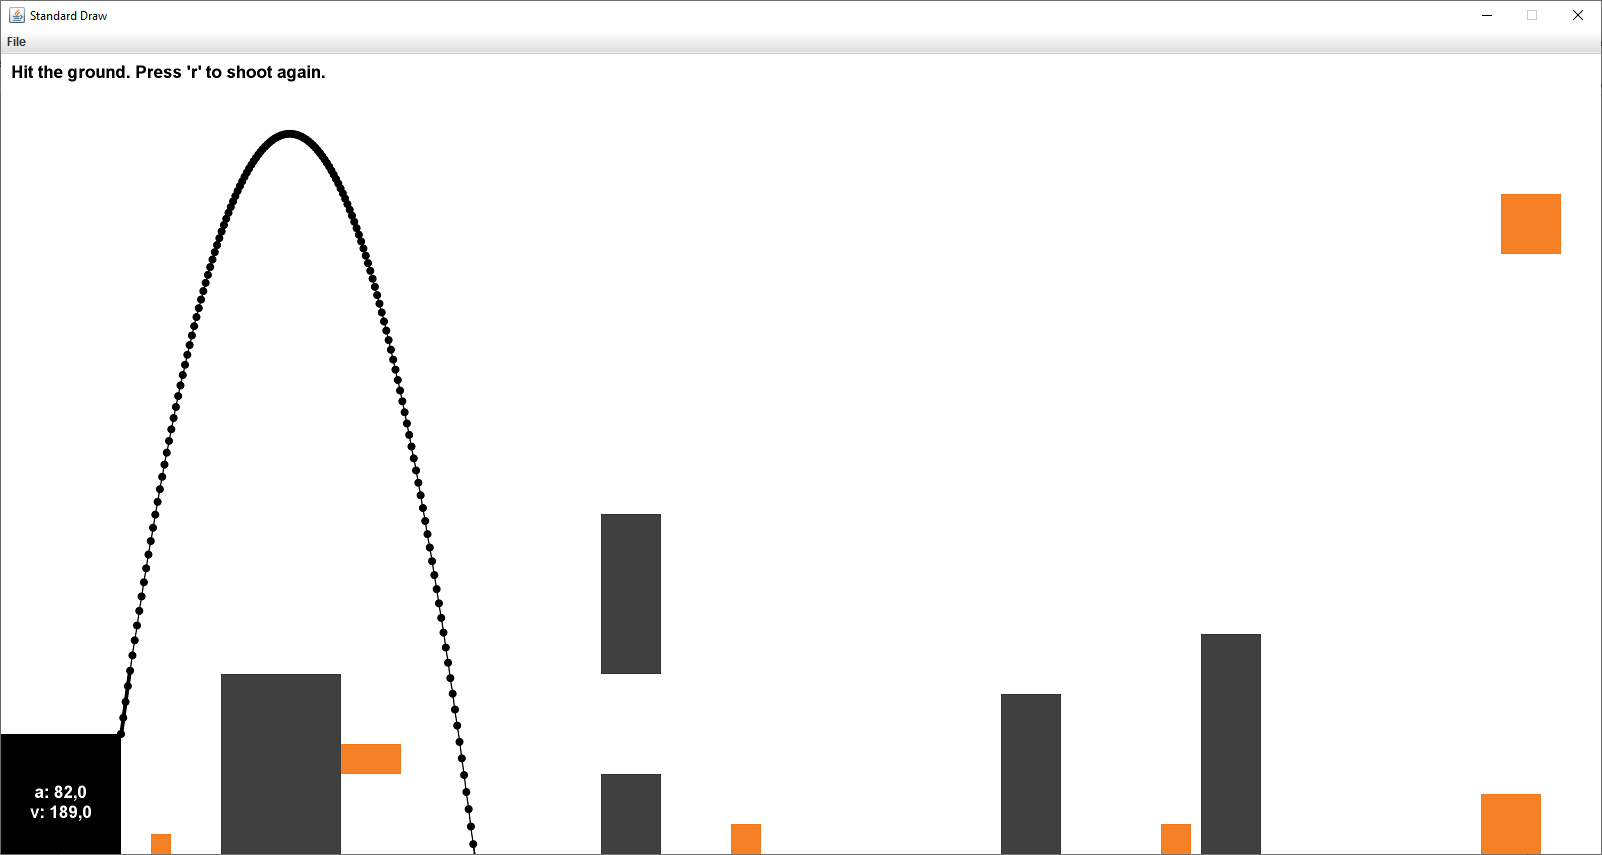 Standard Draw
File
Hit the ground. Press 'r' to shoot again.
a: 82,0
v: 189,0